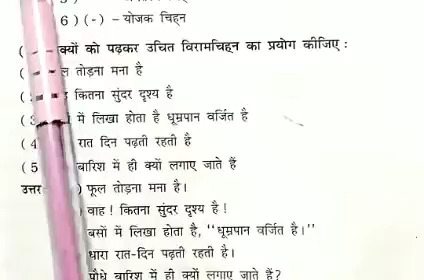 6 ) ( - ) – योजक चिह्न
( क्यों को पढ़कर उचित विरामचिह्न का प्रयोग कीजिए :
( ल तोड़ना मना है
( कितना सुंदर दृश्य है
( 3 में लिखा होता है धूम्रपान वर्जित है
( 4 रात दिन पढ़ती रहती है
( 5 बारिश में ही क्यों लगाए जाते हैं
उत्तर ) फूल तोड़ना मना है।
वाह ! कितना सुंदर दृश्य है !
बसों में लिखा होता है, ‘‘धूम्रपान वर्जित है।’’
धारा रात-दिन पढ़ती रहती है।
पौधे बारिश में ही क्यों लगाए जाते हैं?